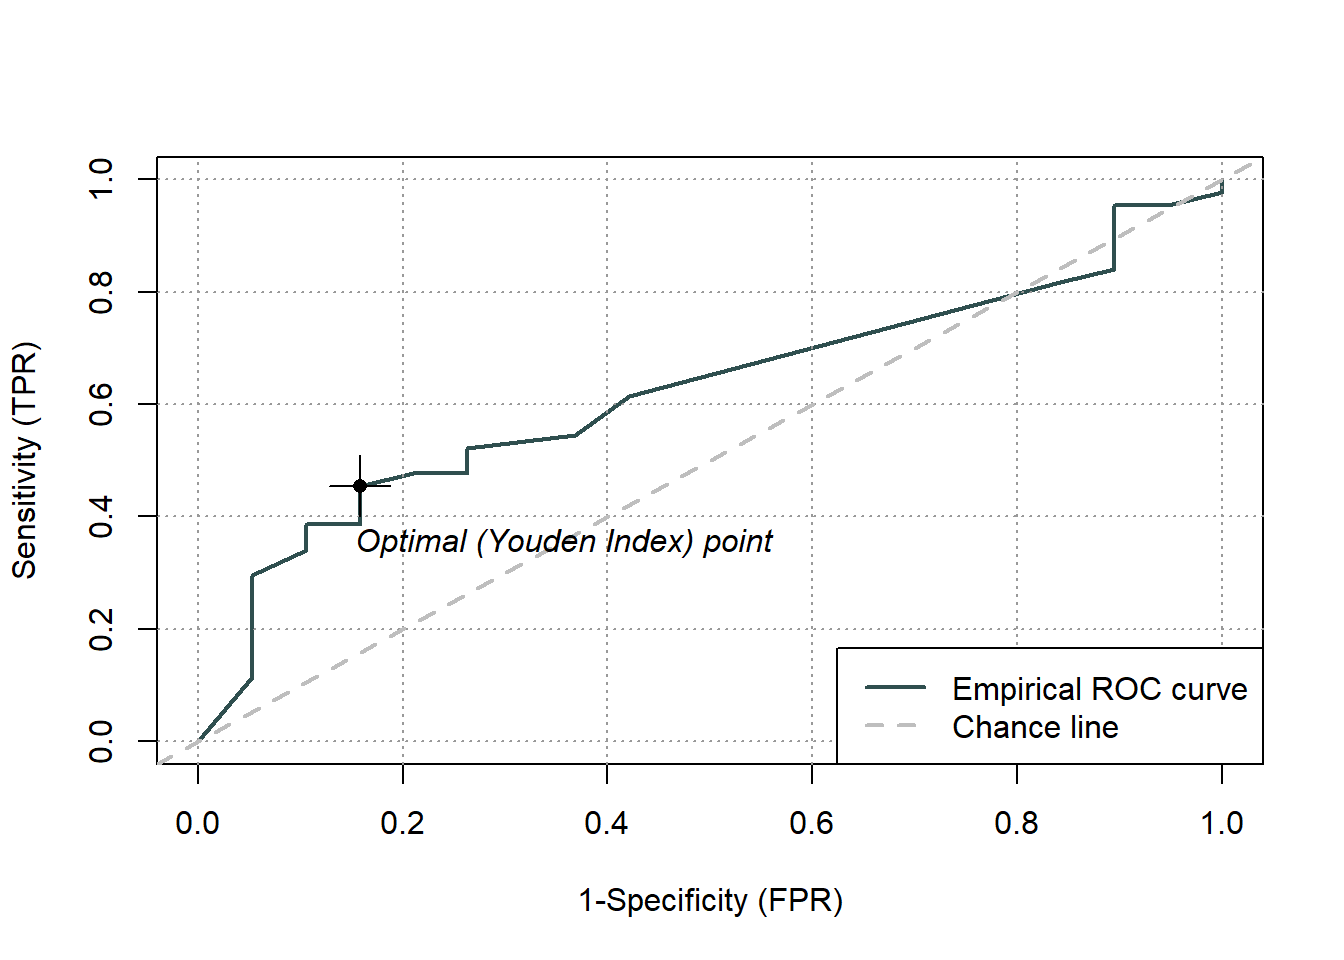 Sensitivity (TPR)
1.0
0.8
0.6
0.4
0.2
0.0
Optimal (Youden Index) point
Empirical ROC curve
Chance line
0.0 0.2 0.4 0.6 0.8 1.0
1-Specificity (FPR)